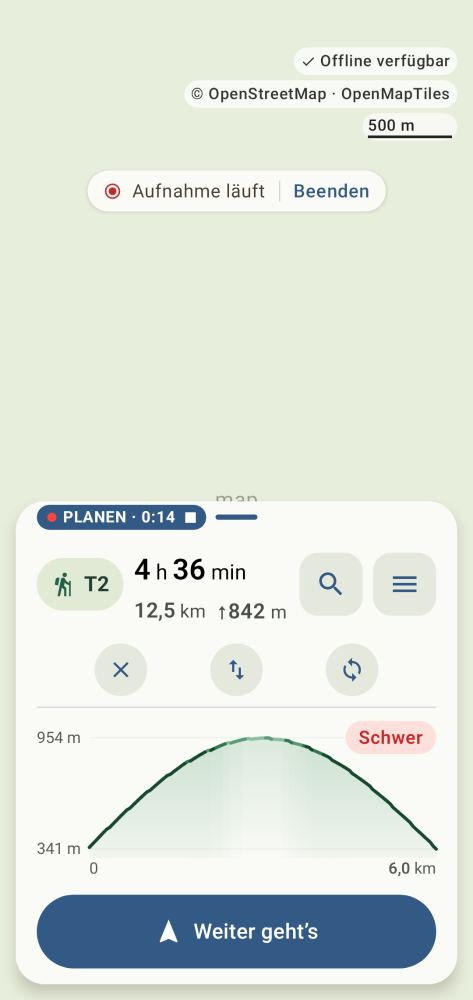 Offline verfügbar
© OpenStreetMap · OpenMapTiles
500 m
Aufnahme läuft Beenden
map
PLANEN · 0:14
T2
4 h 36 min
12,5 km ↑842 m
954 m
Schwer
341 m
0 6,0 km
Weiter geht’s